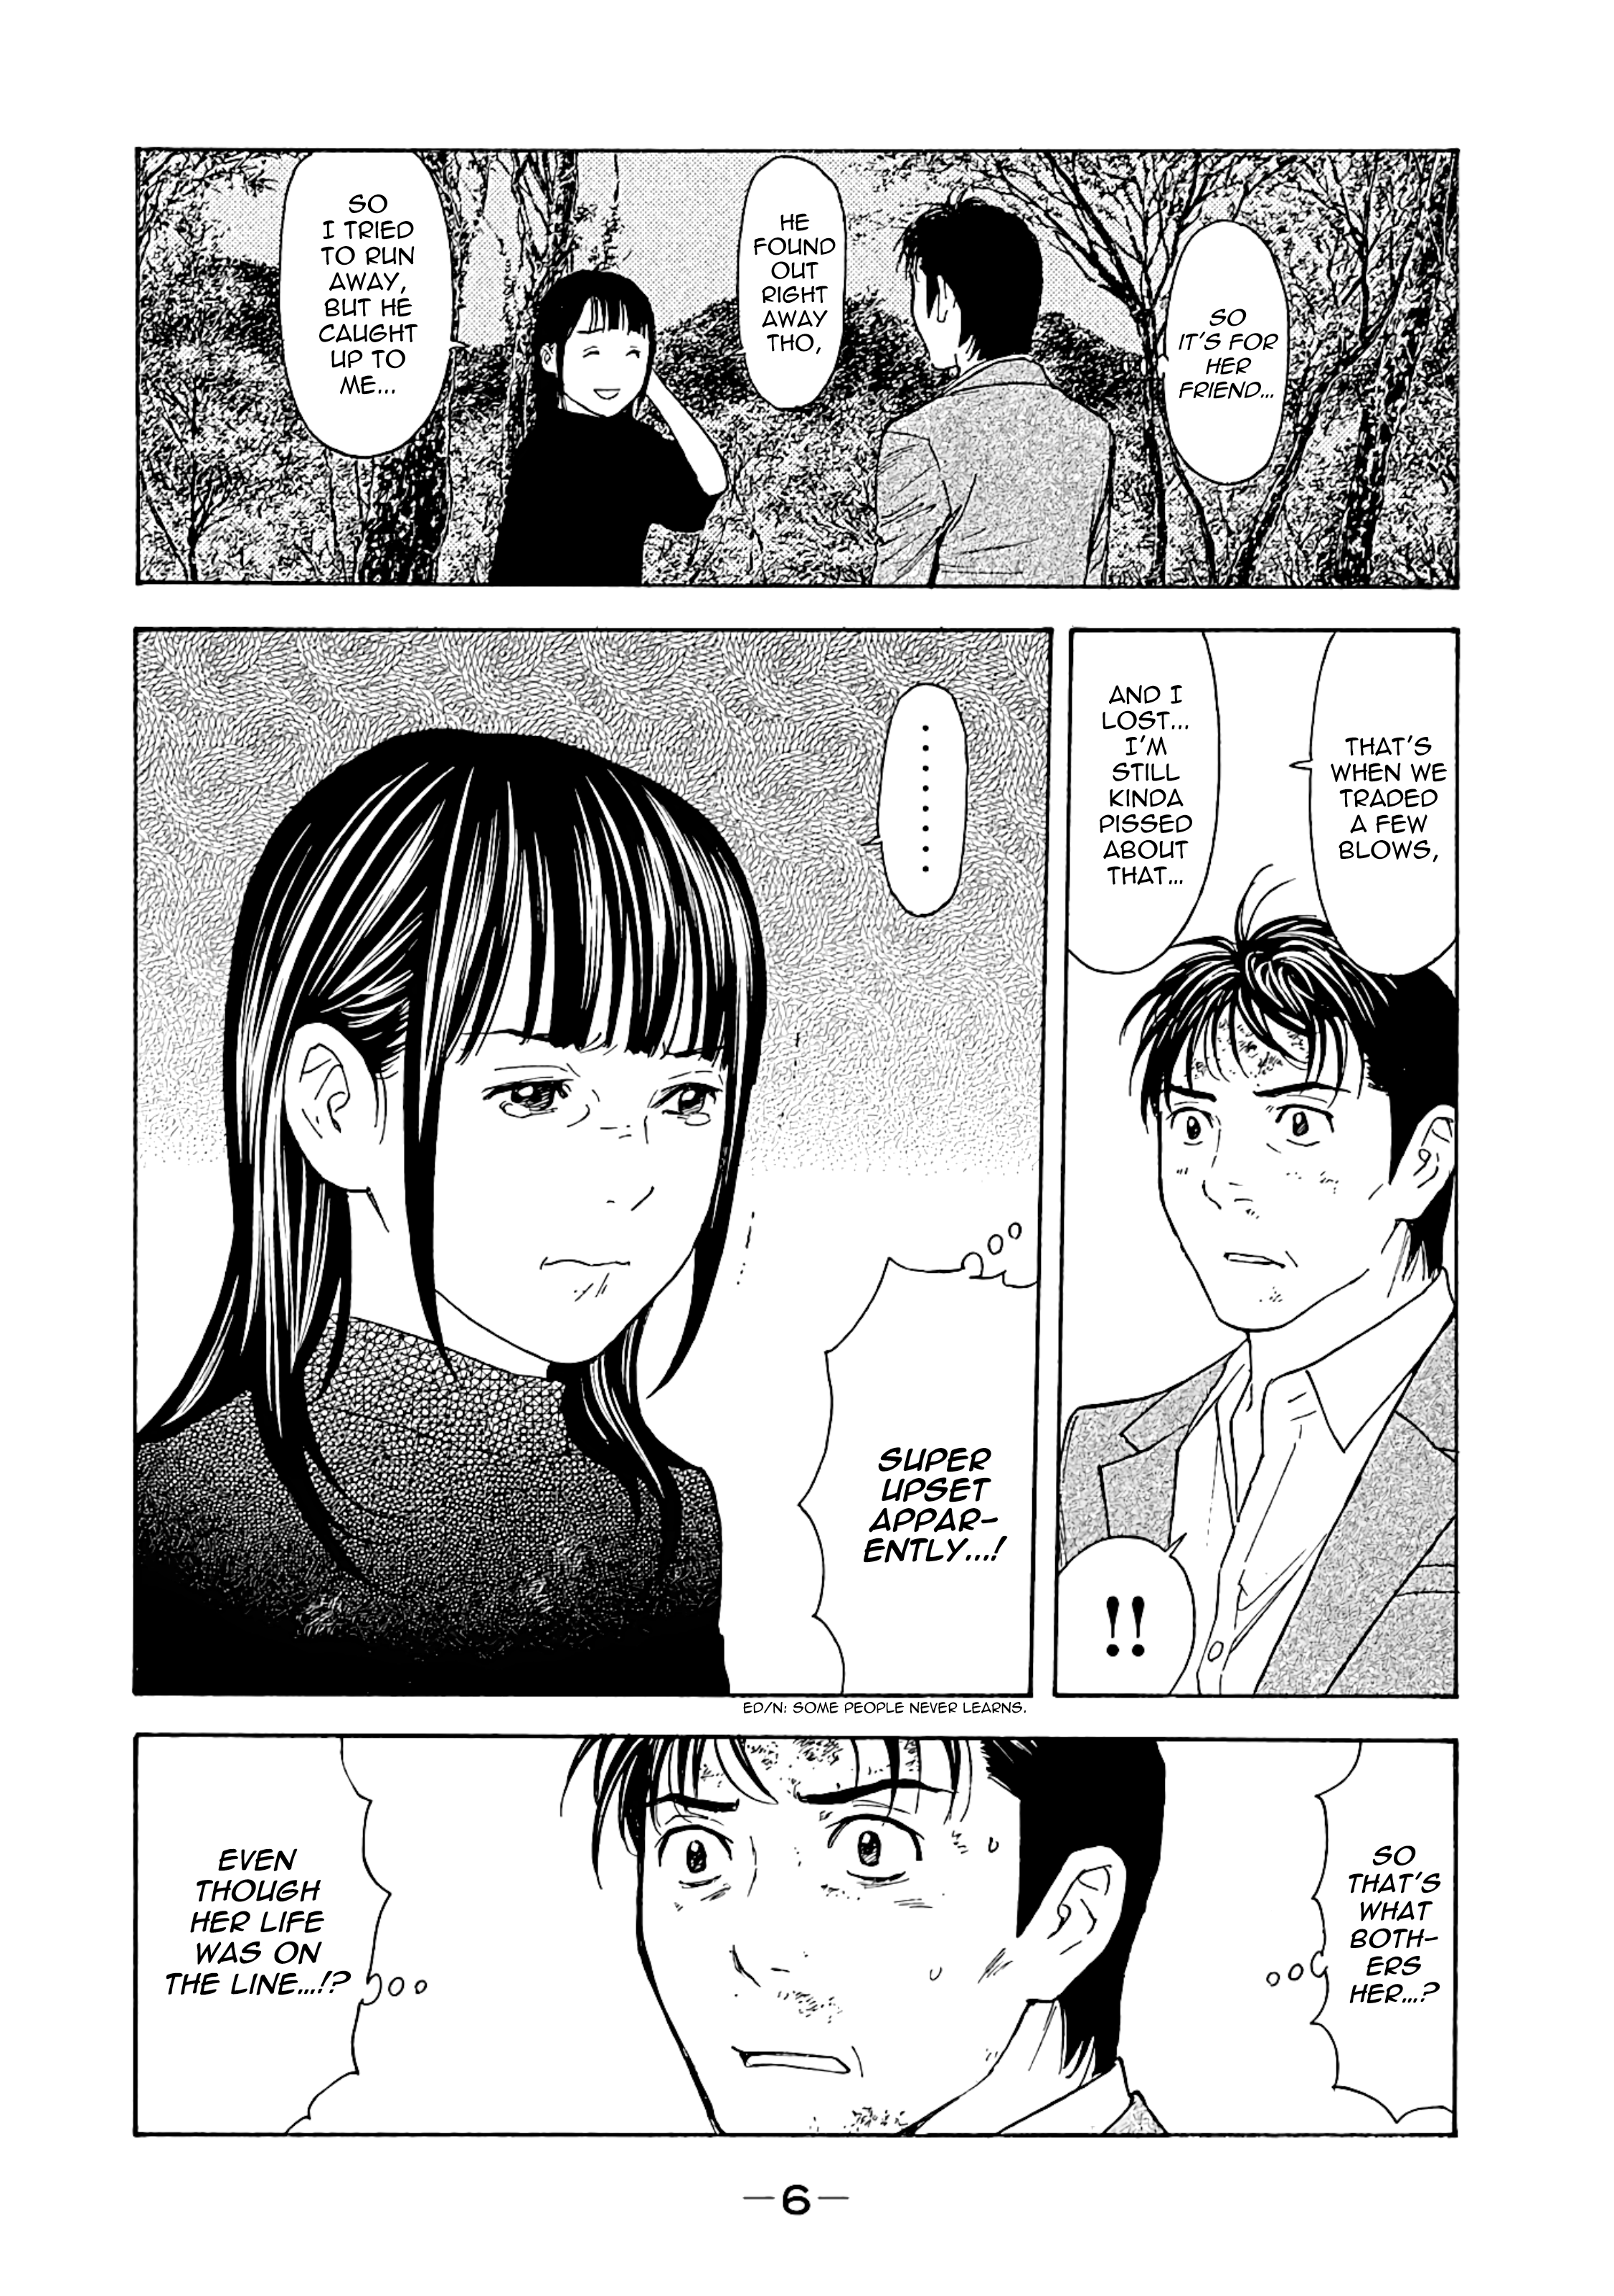 SO
IT'S FOR
HER
FRIEND...
HE
FOUND
OUT
RIGHT
AWAY
THO,
SO
I TRIED
TO RUN
AWAY,
BUT HE
CAUGHT
UP TO
ME...
THAT'S
WHEN WE
TRADED
A FEW
BLOWS,
AND I
LOST...
I'M
STILL
KINDA
PISSED
ABOUT
THAT...
!!
........
SUPER
UPSET
APPAR-
ENTLY...!
ED/N: SOME PEOPLE NEVER LEARNS.
SO
THAT'S
WHAT
BOTH-
ERS
HER...?
EVEN
THOUGH
HER LIFE
WAS ON
THE LINE...!?
—6—